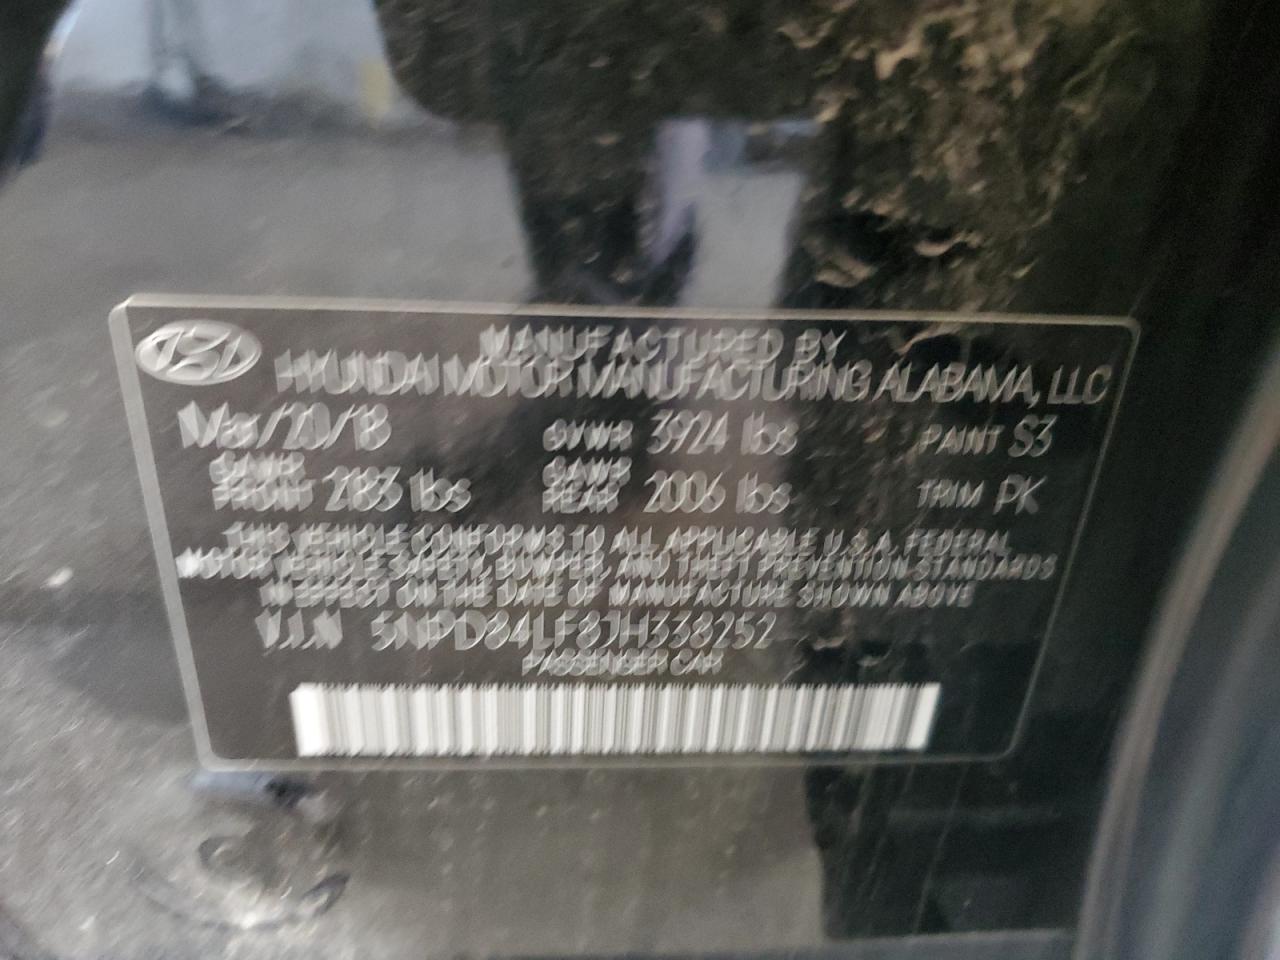 MANUFACTURED BY
HYUNDAI MOTOR MANUFACTURING ALABAMA, LLC
Mar/20/18 GVWR 3924 lbs PAINT S3
GAWR FRONT 2183 lbs GAWR REAR 2006 lbs TRIM PK
THIS VEHICLE CONFORMS TO ALL APPLICABLE U.S.A. FEDERAL
MOTOR VEHICLE SAFETY, BUMPER, AND THEFT PREVENTION STANDARDS
IN EFFECT ON THE DATE OF MANUFACTURE SHOWN ABOVE
V.I.N 5NPD84LF8JH338252
PASSENGER CAR